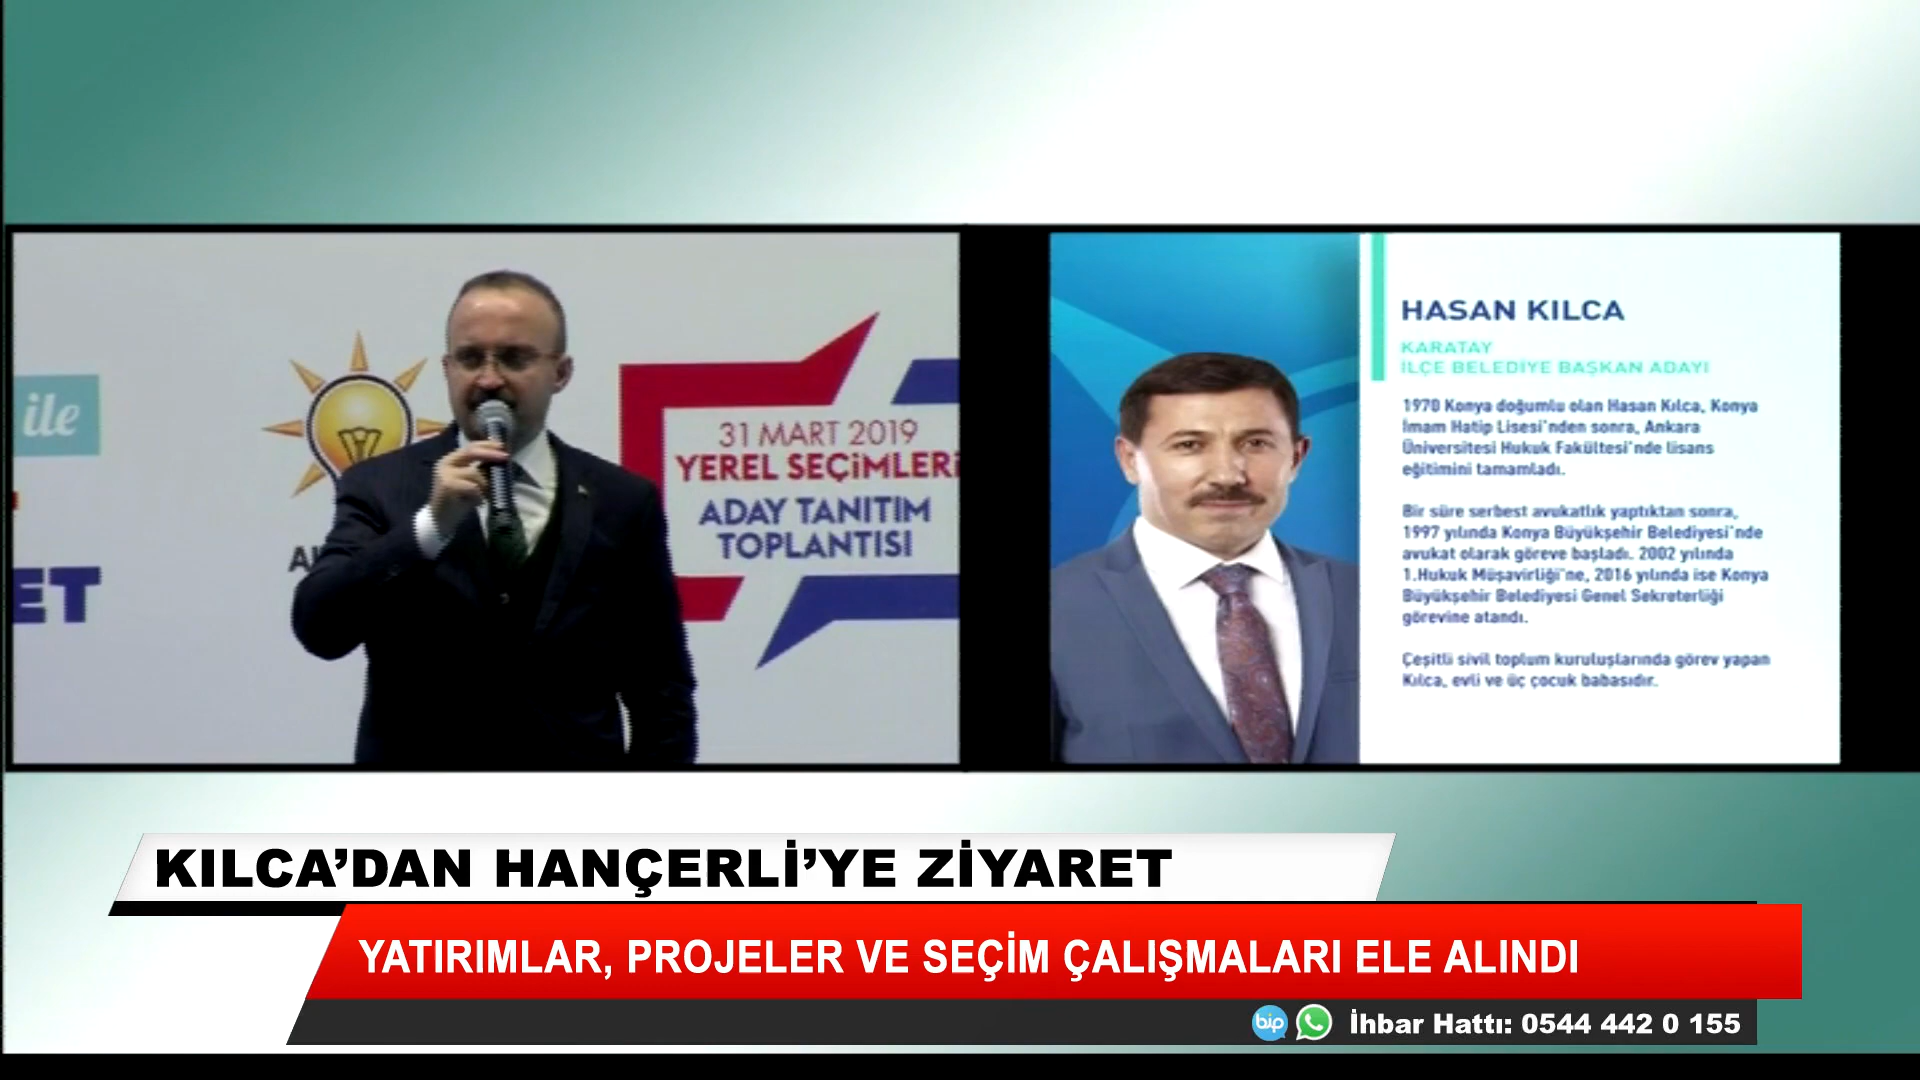 ile
ET
31 MART 2019
YEREL SEÇİMLERİ
ADAY TANITIM
TOPLANTISI
HASAN KILCA
KARATAY
İLÇE BELEDİYE BAŞKAN ADAYI
1970 Konya doğumlu olan Hasan Kılca, Konya
İmam Hatip Lisesi'nden sonra, Ankara
Üniversitesi Hukuk Fakültesi'nde lisans
eğitimini tamamladı.
Bir süre serbest avukatlık yaptıktan sonra,
1997 yılında Konya Büyükşehir Belediyesi'nde
avukat olarak göreve başladı. 2002 yılında
1.Hukuk Müşavirliği'ne, 2016 yılında ise Konya
Büyükşehir Belediyesi Genel Sekreterliği
görevine atandı.
Çeşitli sivil toplum kuruluşlarında görev yapan
Kılca, evli ve üç çocuk babasıdır.
KILCA’DAN HANÇERLİ’YE ZİYARET
YATIRIMLAR, PROJELER VE SEÇİM ÇALIŞMALARI ELE ALINDI
bip İhbar Hattı: 0544 442 0 155